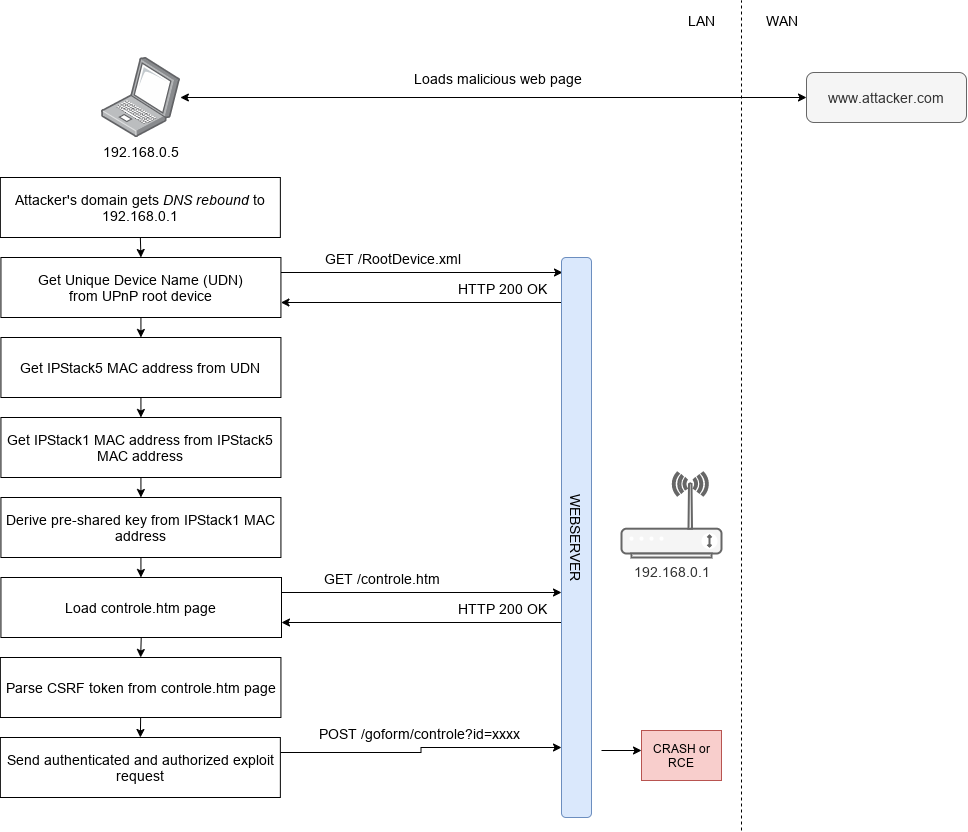 LAN
WAN
Loads malicious web page
www.attacker.com
192.168.0.5
Attacker's domain gets DNS rebound to
192.168.0.1
GET /RootDevice.xml
Get Unique Device Name (UDN)
from UPnP root device
HTTP 200 OK
Get IPStack5 MAC address from UDN
Get IPStack1 MAC address from IPStack5
MAC address
Derive pre-shared key from IPStack1 MAC
address
WEBSERVER
192.168.0.1
GET /controle.htm
Load controle.htm page
HTTP 200 OK
Parse CSRF token from controle.htm page
POST /goform/controle?id=xxxx
Send authenticated and authorized exploit
request
CRASH or
RCE